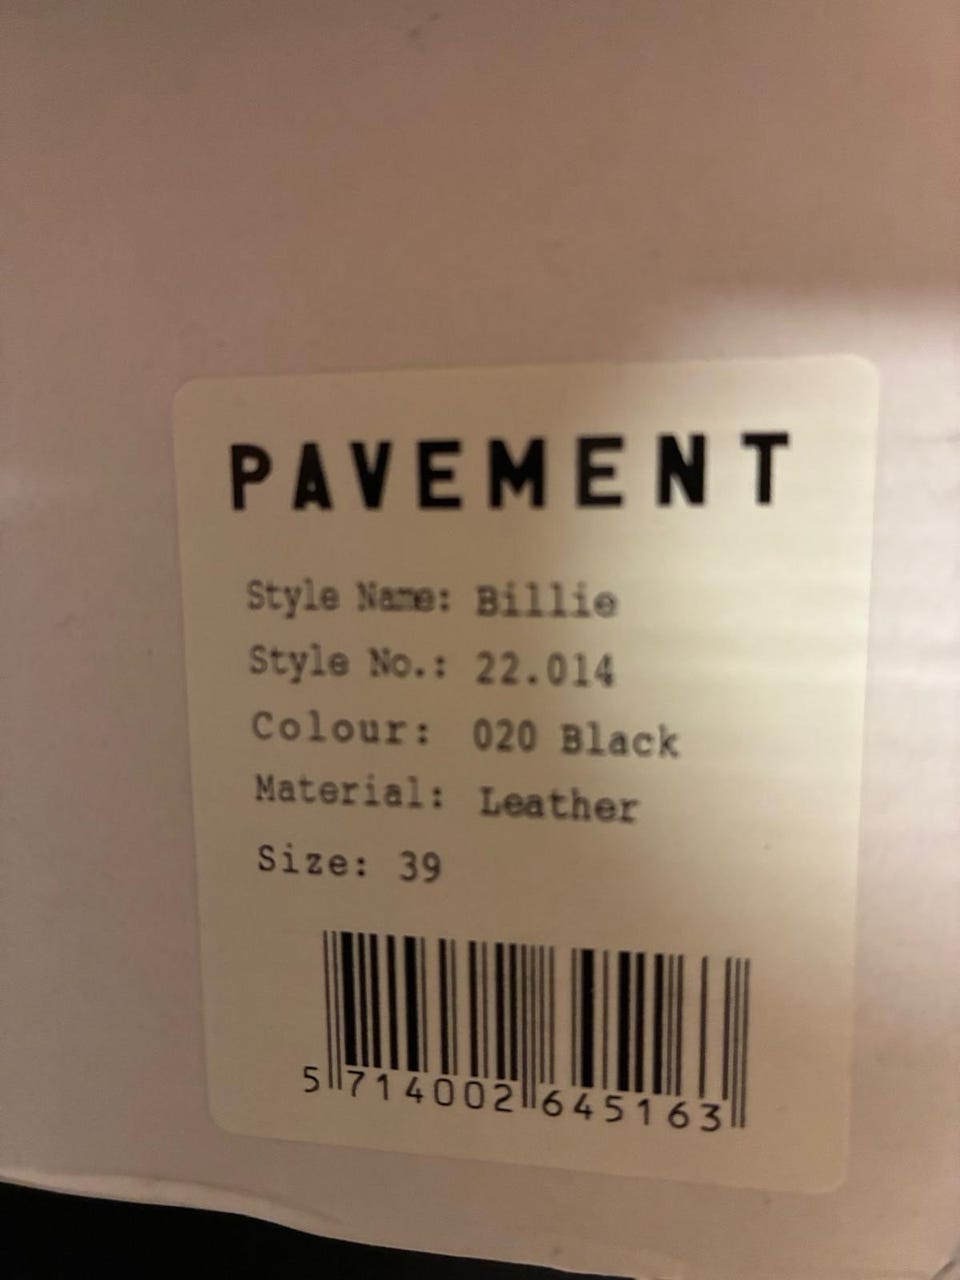 PAVEMENT
Style Name: Billie
Style No.: 22.014
Colour: 020 Black
Material: Leather
Size: 39
5 714002 645163